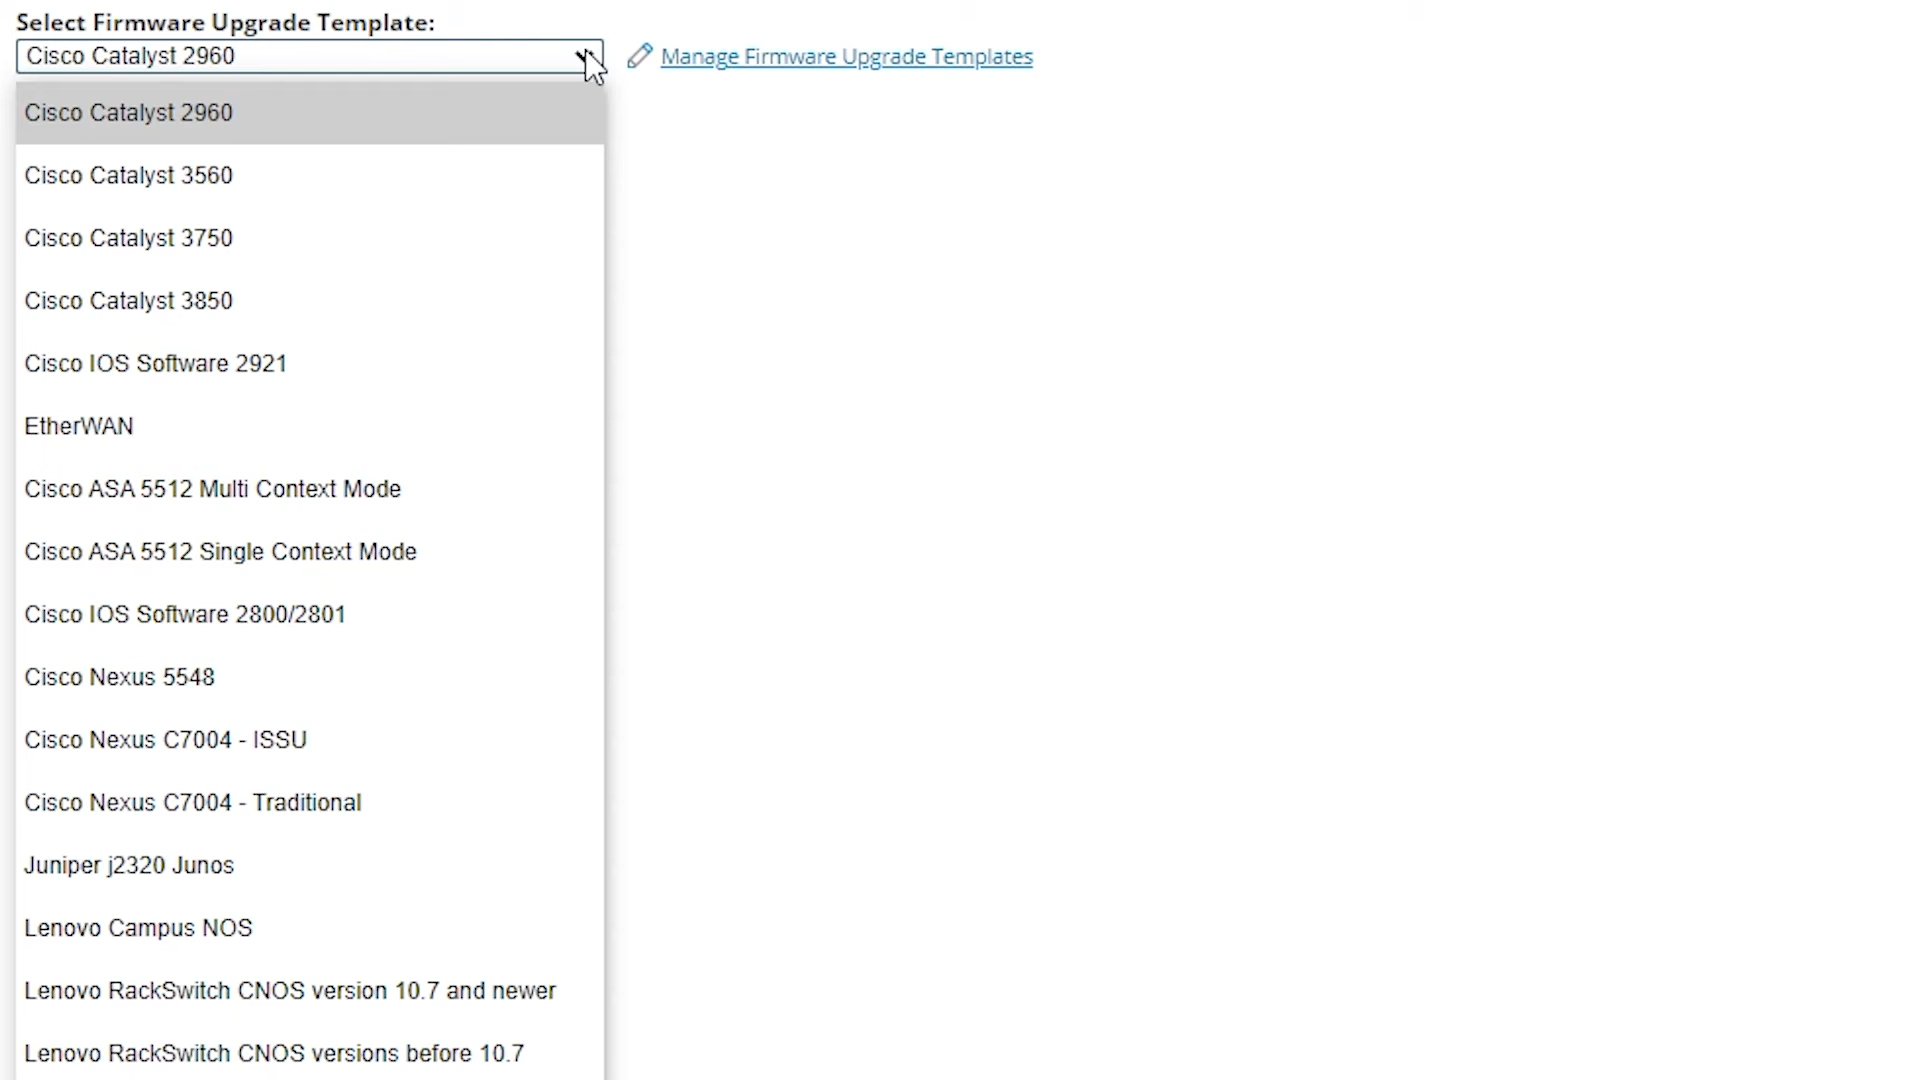 Select Firmware Upgrade Template:
Cisco Catalyst 2960
Manage Firmware Upgrade Templates
Cisco Catalyst 2960
Cisco Catalyst 3560
Cisco Catalyst 3750
Cisco Catalyst 3850
Cisco IOS Software 2921
EtherWAN
Cisco ASA 5512 Multi Context Mode
Cisco ASA 5512 Single Context Mode
Cisco IOS Software 2800/2801
Cisco Nexus 5548
Cisco Nexus C7004 - ISSU
Cisco Nexus C7004 - Traditional
Juniper j2320 Junos
Lenovo Campus NOS
Lenovo RackSwitch CNOS version 10.7 and newer
Lenovo RackSwitch CNOS versions before 10.7